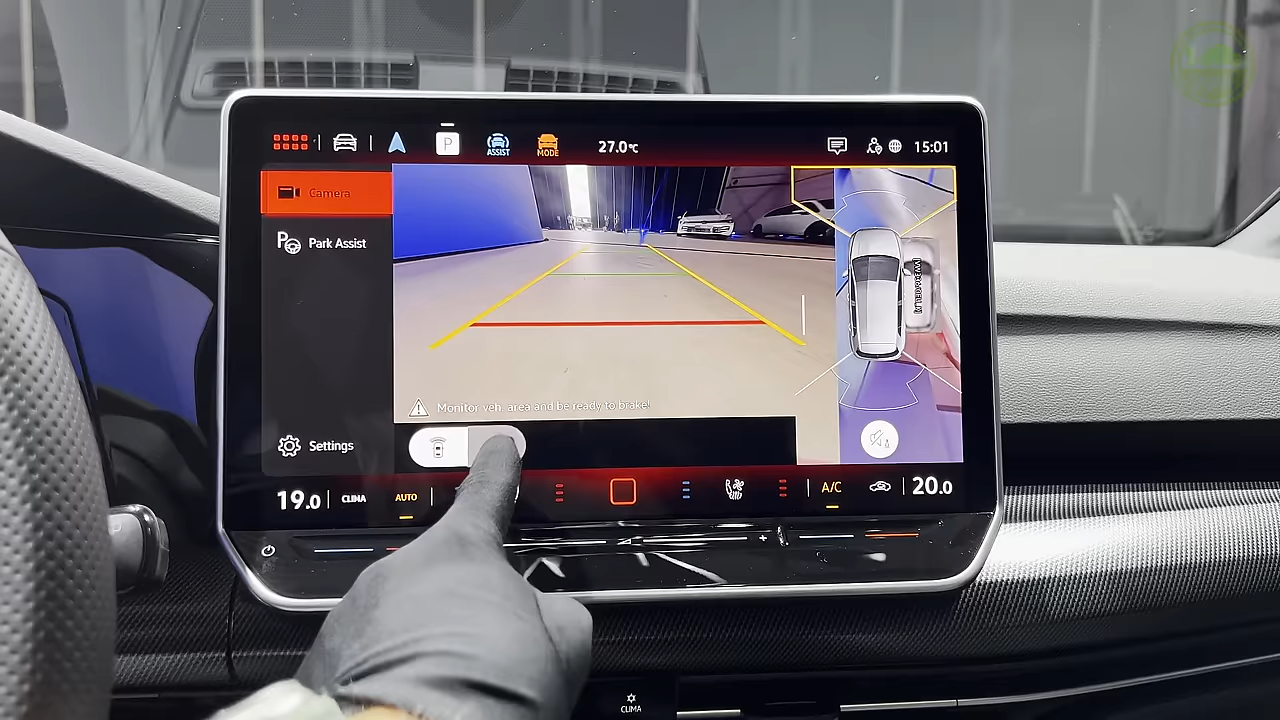 P
ASSIST
MODE
27.0°C
15:01
Camera
P Park Assist
Monitor veh. area and be ready to brake!
Settings
19.0
CLIMA
AUTO
A/C
20.0
+
CLIMA